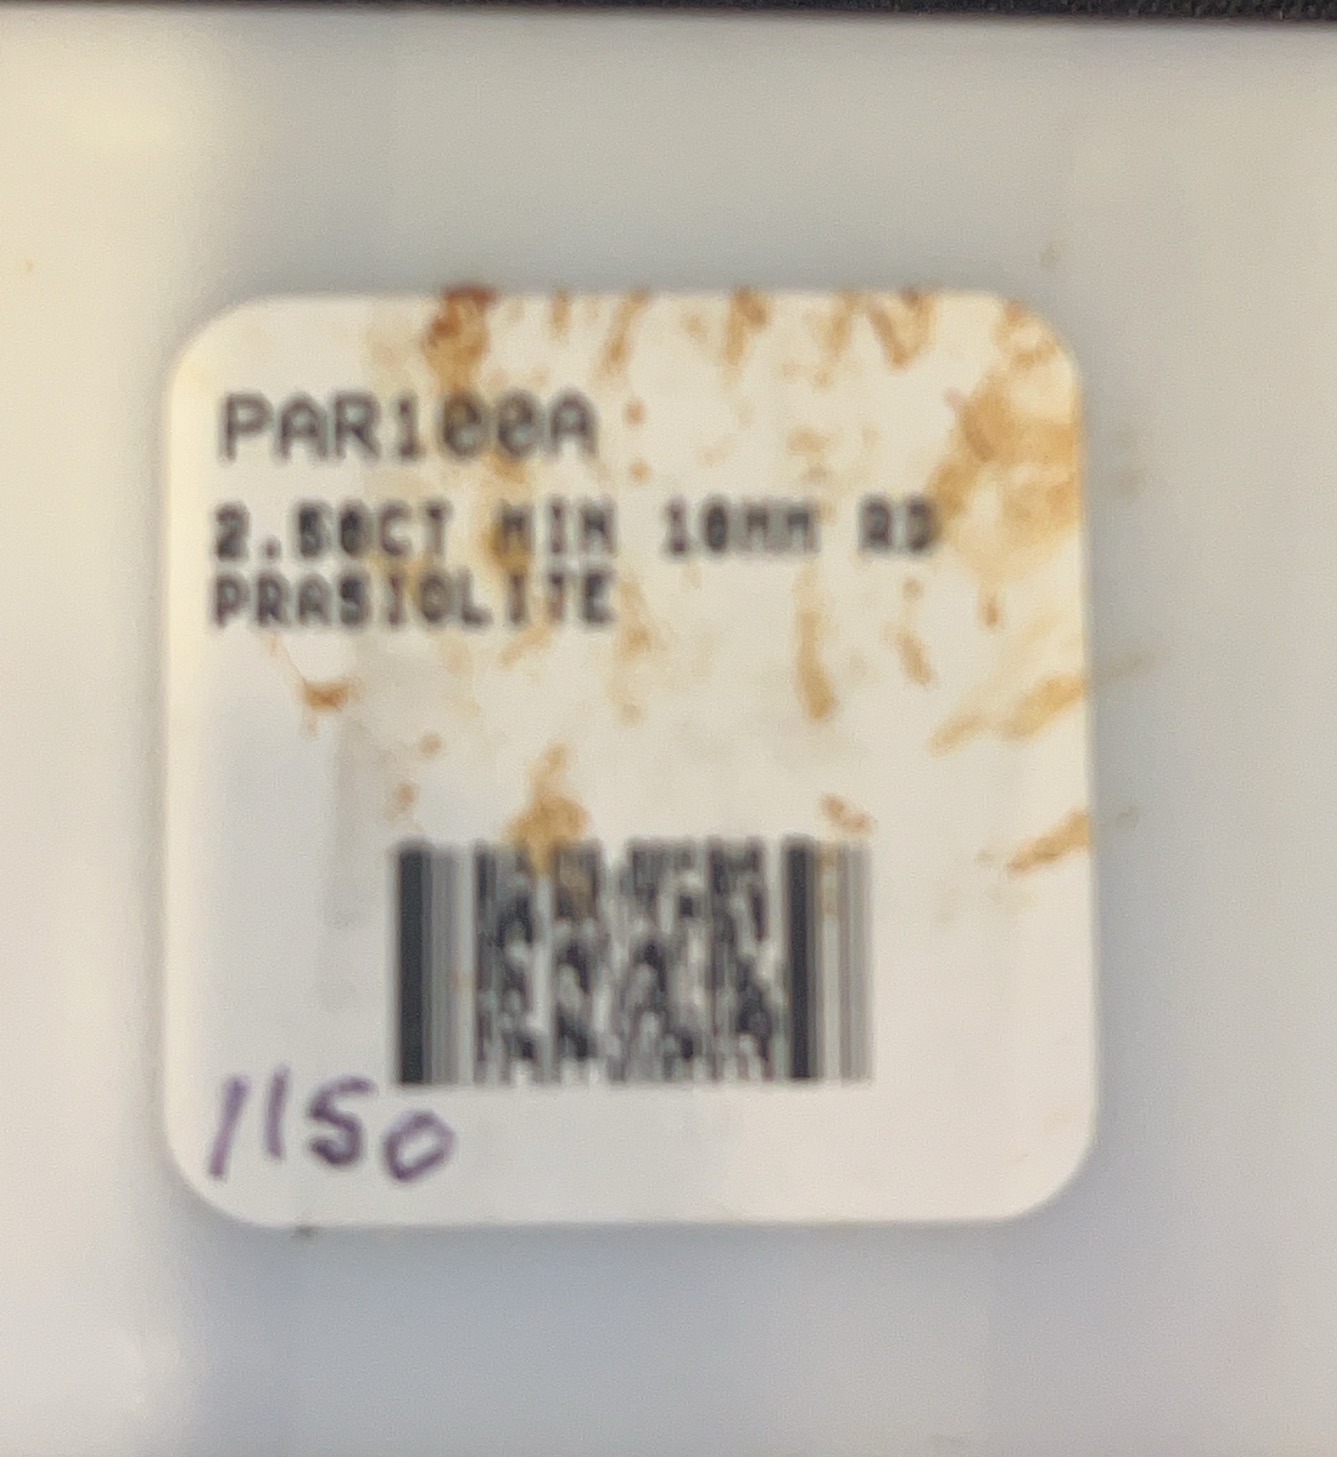 PAR100A
2.50CT MIN 10MM RD
PRASIOLITE
1150